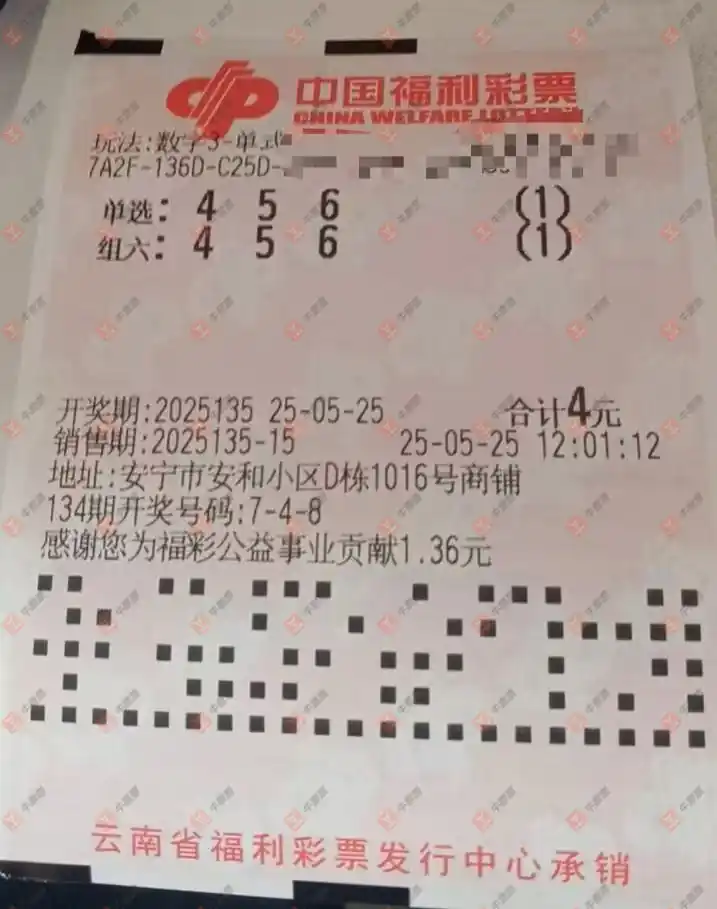 中国福利彩票
CHINA WELFARE LOT
玩法:数字3-单式
7A2F-136D-C25D-
单选: 4 5 6 (1)
组六: 4 5 6 (1)
开奖期:2025135 25-05-25 合计4元
销售期:2025135-15 25-05-25 12:01:12
地址:安宁市安和小区D栋1016号商铺
134期开奖号码:7-4-8
感谢您为福彩公益事业贡献1.36元
云南省福利彩票发行中心承销